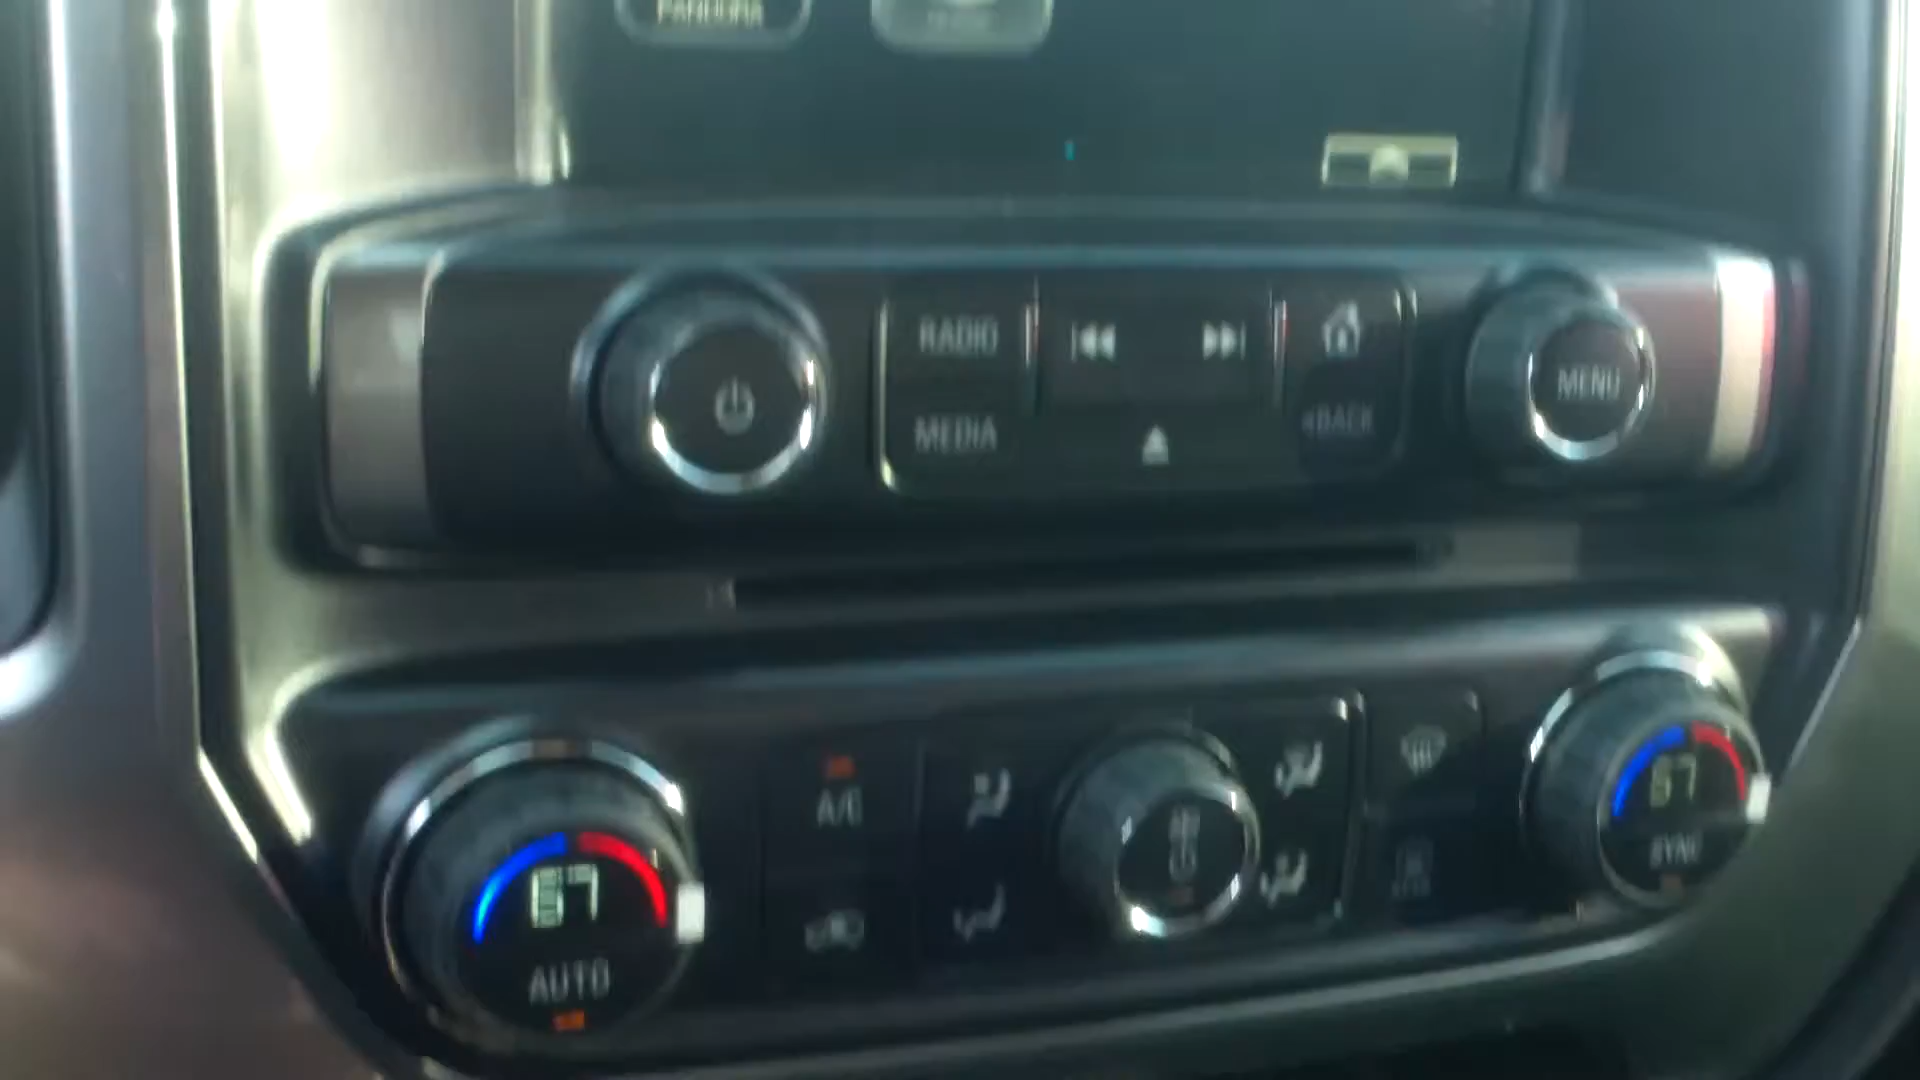 PANDORA
RADIO
MEDIA
BACK
MENU
A/C
67
AUTO
67
SYNC